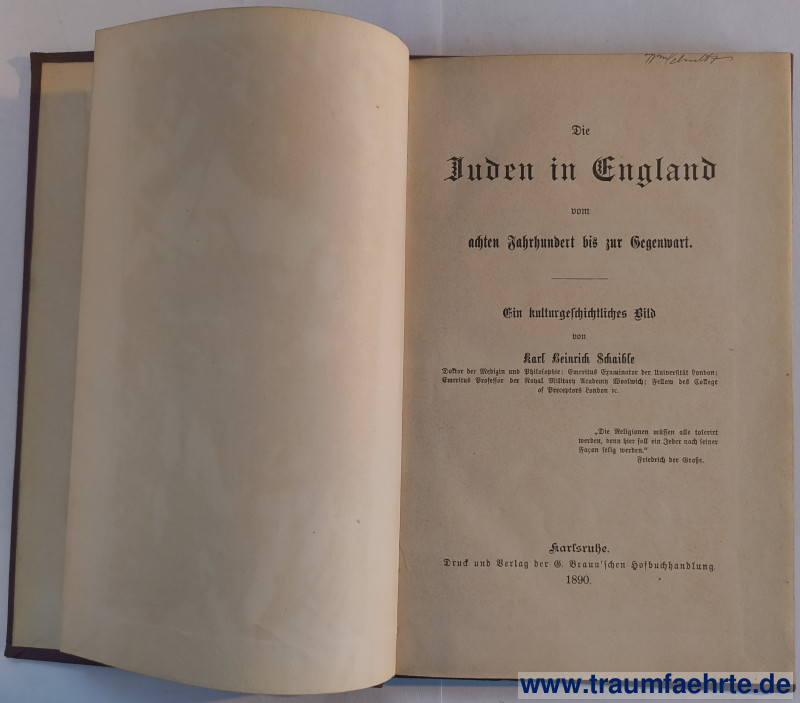 Die
Juden in England
vom
achten Jahrhundert bis zur Gegenwart.
Ein kulturgeschichtliches Bild
von
Karl Heinrich Schaible
Doktor der Medizin und Philosophie; Emeritus Examinator der Universität London;
Emeritus Professor der Royal Military Academy Woolwich; Fellow des College
of Preceptors London ꝛc.
„Die Religionen müssen alle tolerirt
werden, denn hier soll ein Jeder nach seiner
Façan selig werden.“
Friedrich der Große.
Karlsruhe.
Druck und Verlag der G. Braun'schen Hofbuchhandlung.
1890.
www.traumfaehrte.de